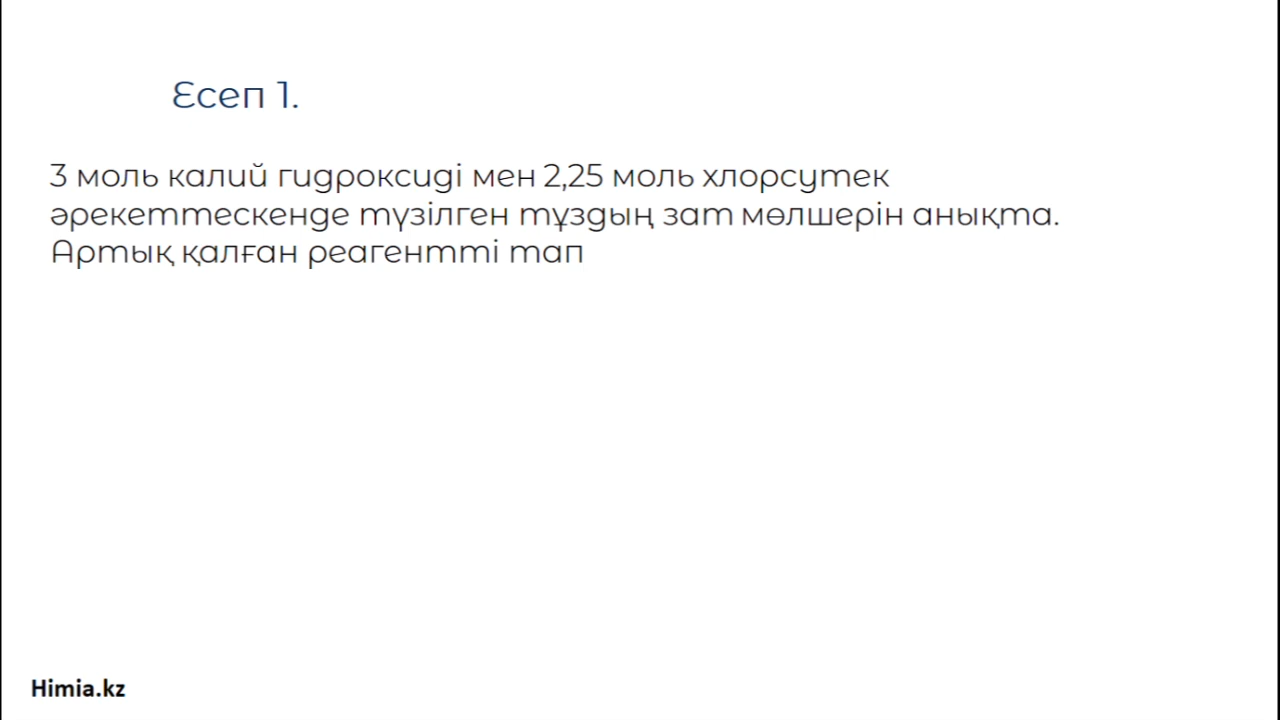 Есеп 1.
3 моль калий гидроксиді мен 2,25 моль хлорсутек
әрекеттескенде түзілген тұздың зат мөлшерін анықта.
Артық қалған реагентті тап
Himia.kz